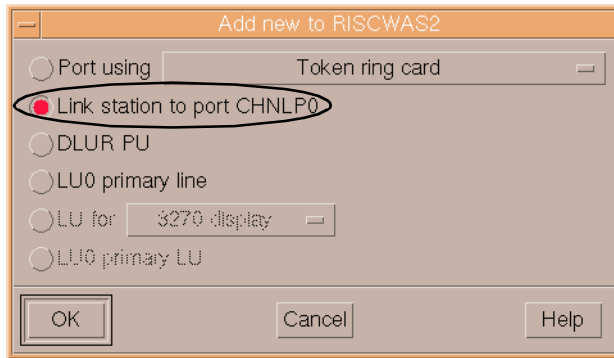 Add new to RISCWAS2
Port using Token ring card
Link station to port CHNLP0
DLUR PU
LU0 primary line
LU for 3270 display
LU0 primary LU
OK Cancel Help